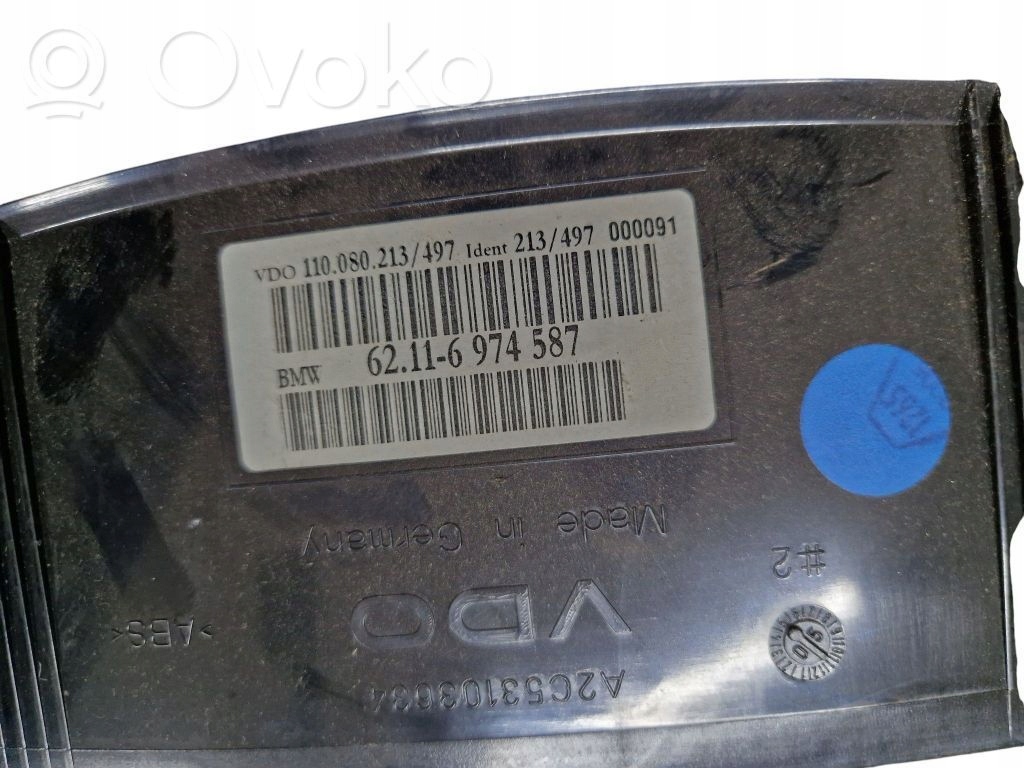 Ovoko
VDO 110.080.213/497 Ident 213/497 000091
BMW 62.11-6 974 587
Made in Germany
#2
VDO
>ABS<
A2C53103634